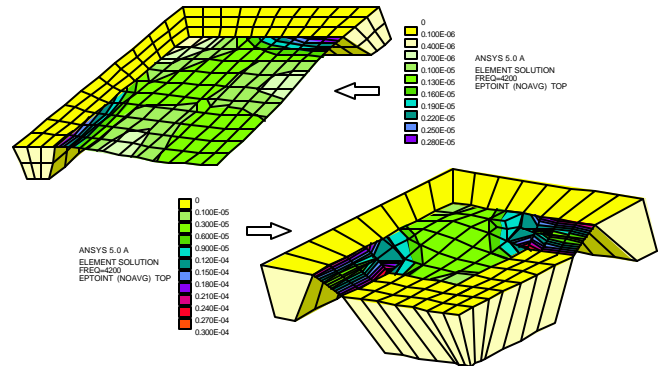 0
0.100E-06
0.400E-06
0.700E-06
0.100E-05
0.130E-05
0.160E-05
0.190E-05
0.220E-05
0.250E-05
0.280E-05
ANSYS 5.0 A
ELEMENT SOLUTION
FREQ=4200
EPTOINT (NOAVG) TOP
0
0.100E-05
0.300E-05
0.600E-05
0.900E-05
0.120E-04
0.150E-04
0.180E-04
0.210E-04
0.240E-04
0.270E-04
0.300E-04
ANSYS 5.0 A
ELEMENT SOLUTION
FREQ=4200
EPTOINT (NOAVG) TOP